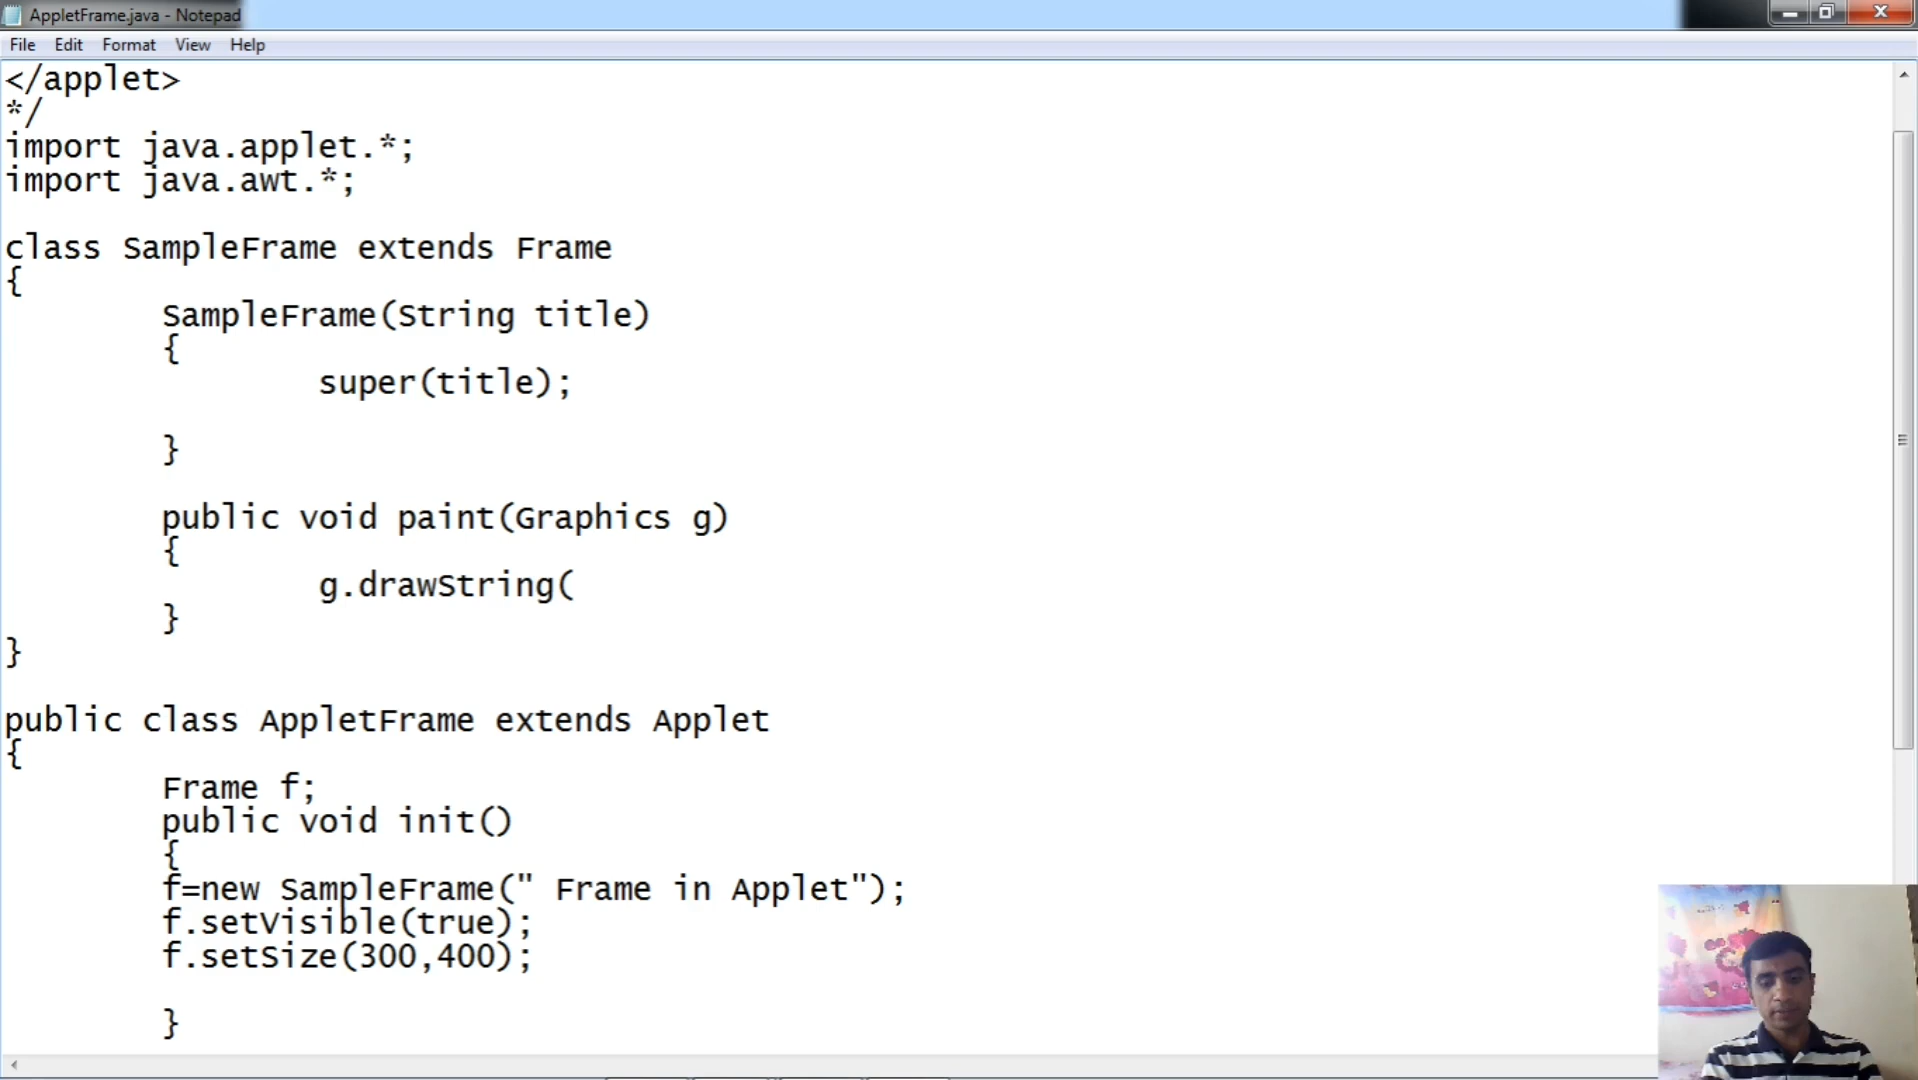 AppletFrame.java - Notepad
File Edit Format View Help
</applet>
*/
import java.applet.*;
import java.awt.*;
class SampleFrame extends Frame
{
SampleFrame(String title)
{
super(title);
}
public void paint(Graphics g)
{
g.drawString(
}
}
public class AppletFrame extends Applet
{
Frame f;
public void init()
{
f=new SampleFrame(" Frame in Applet");
f.setVisible(true);
f.setSize(300,400);
}